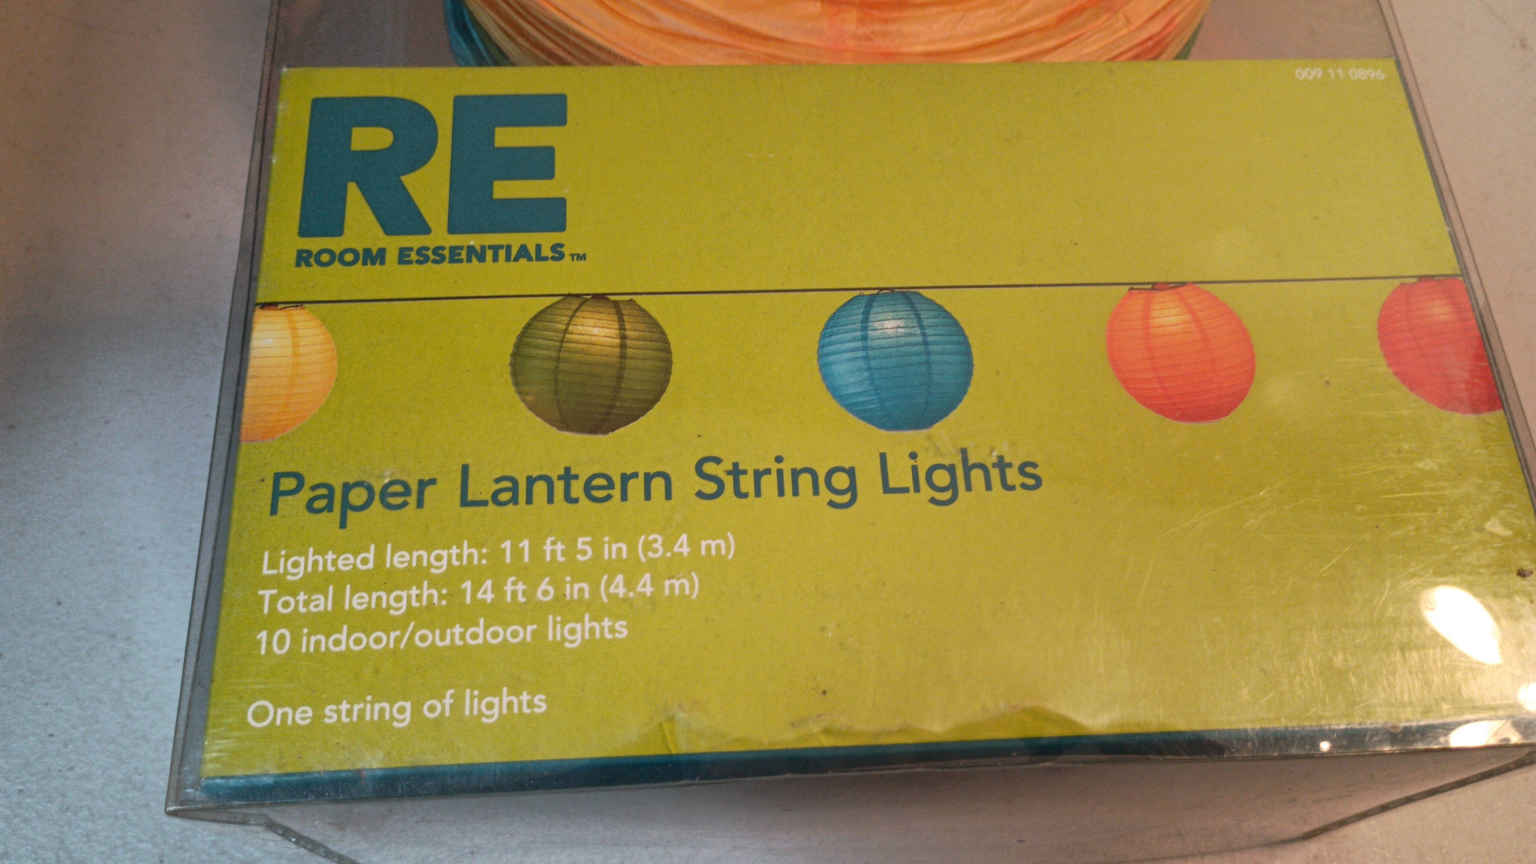 009 11 0896
RE
ROOM ESSENTIALS™
Paper Lantern String Lights
Lighted length: 11 ft 5 in (3.4 m)
Total length: 14 ft 6 in (4.4 m)
10 indoor/outdoor lights
One string of lights